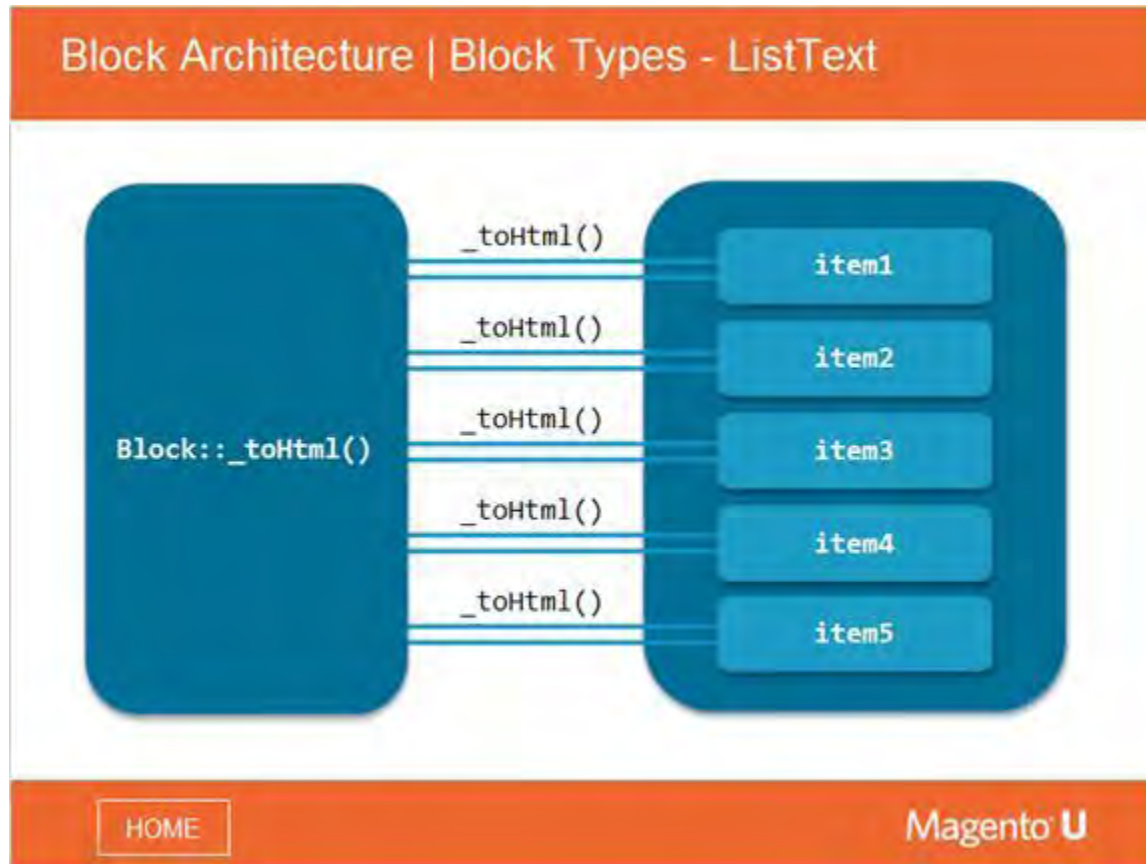 Block Architecture | Block Types - ListText
_toHtml()
item1
_toHtml()
item2
_toHtml()
Block::_toHtml()
item3
_toHtml()
item4
_toHtml()
item5
HOME
Magento U